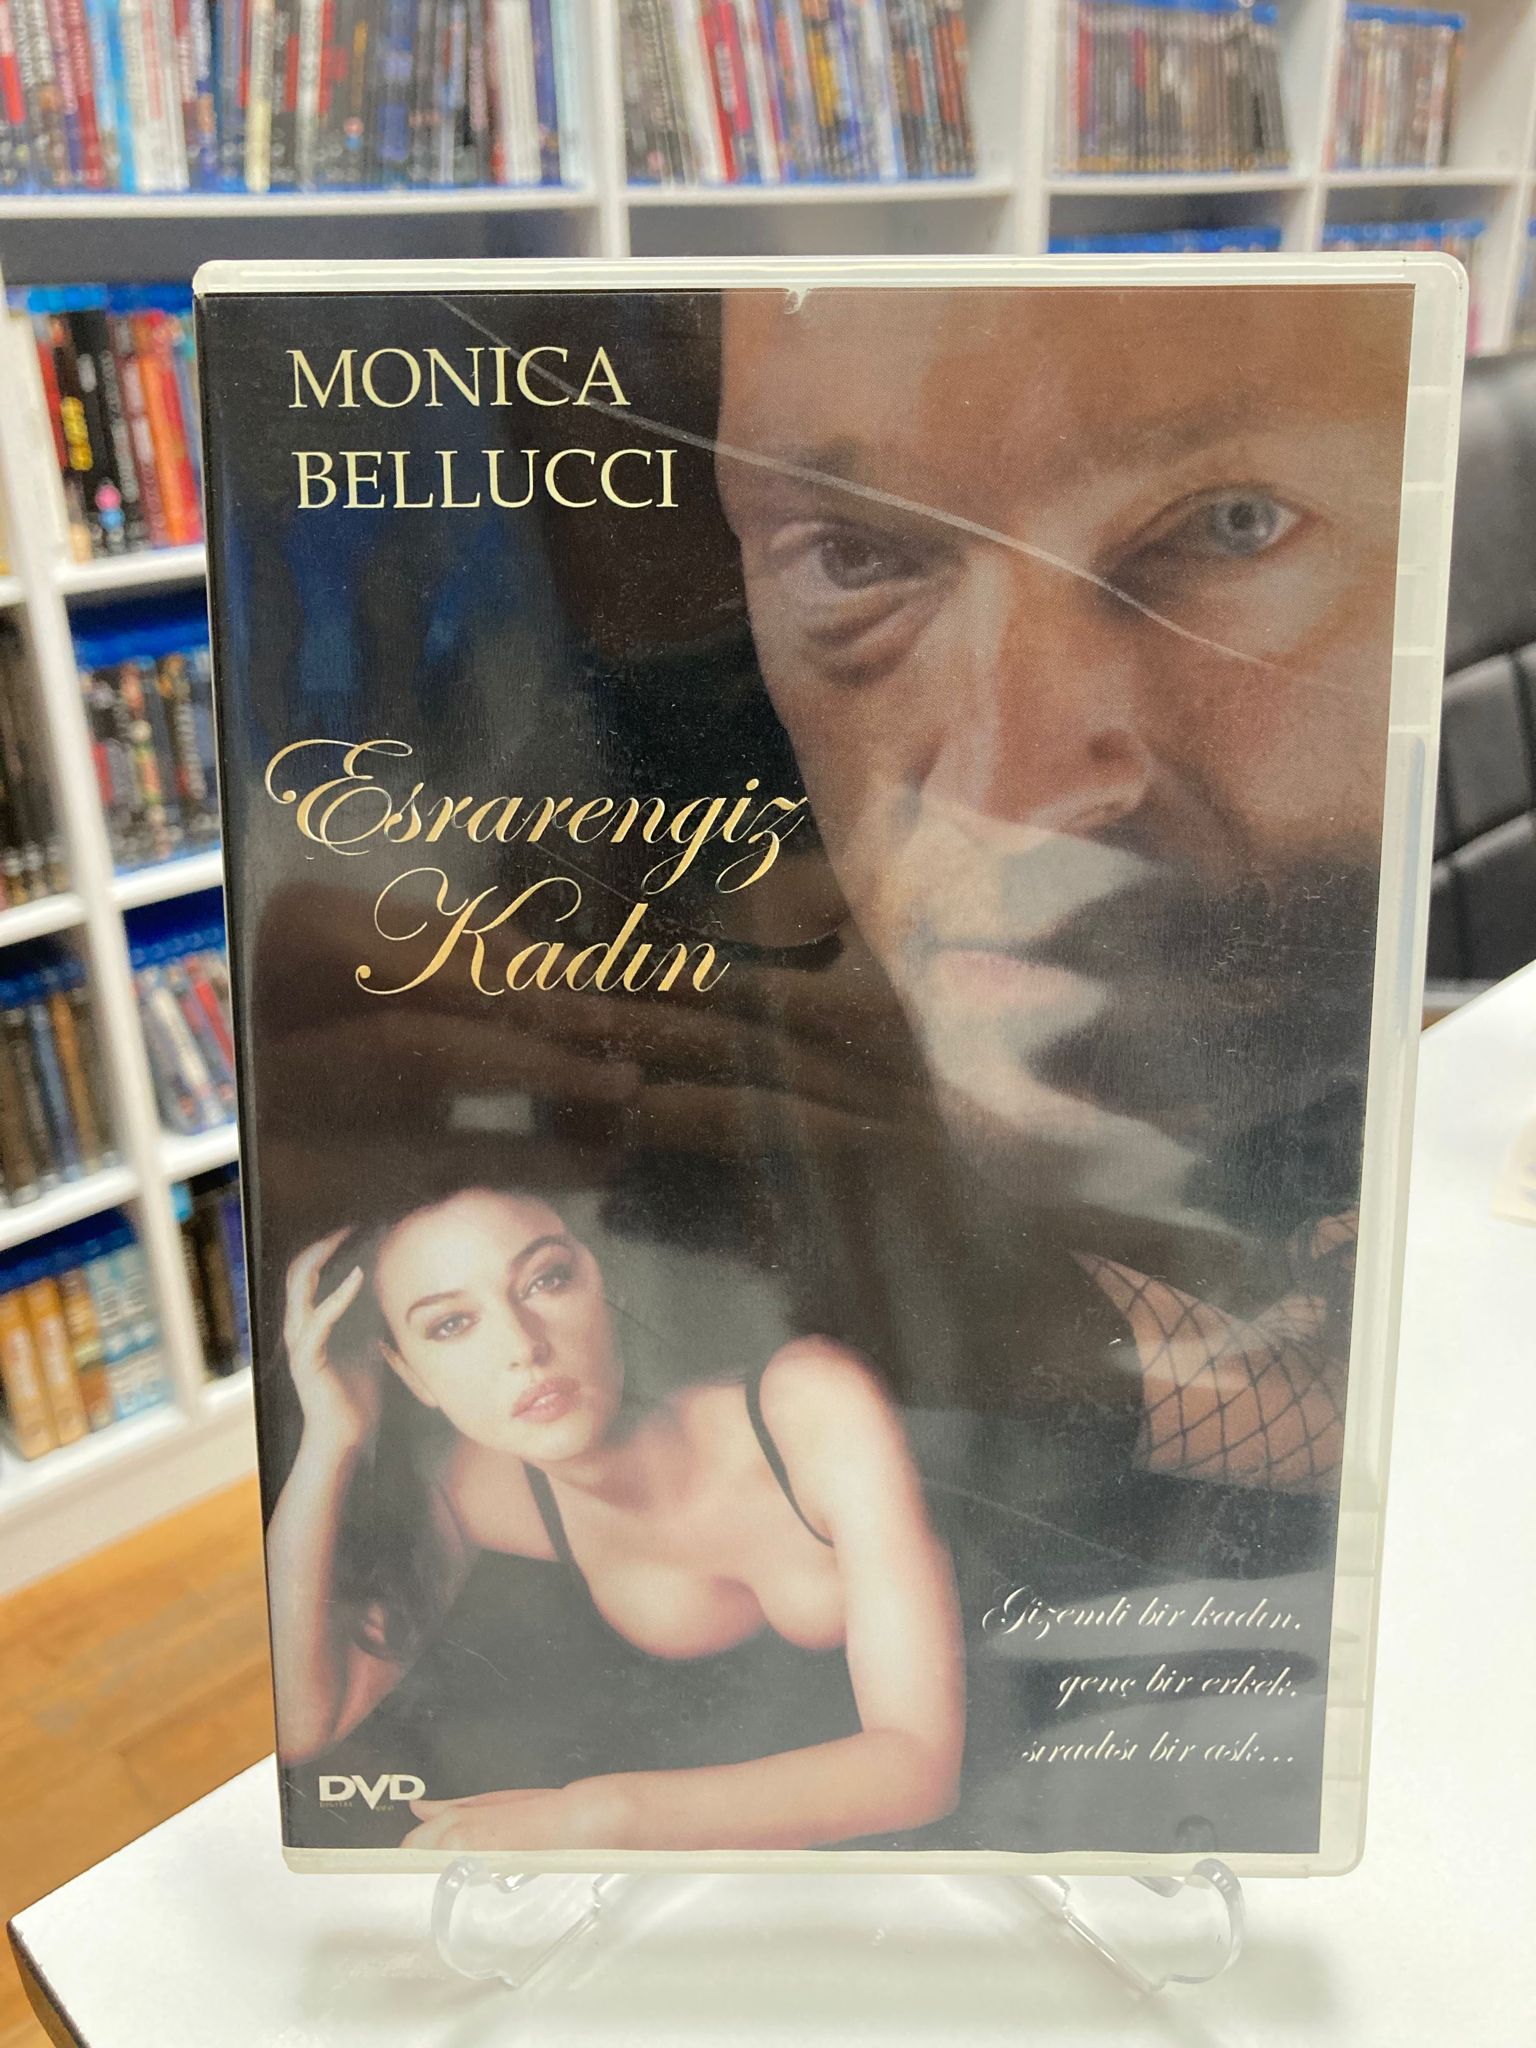 MONICA
BELLUCCI
Esrarengiz
Kadın
Gizemli bir kadın,
genç bir erkek,
sıradışı bir aşk...
DVD